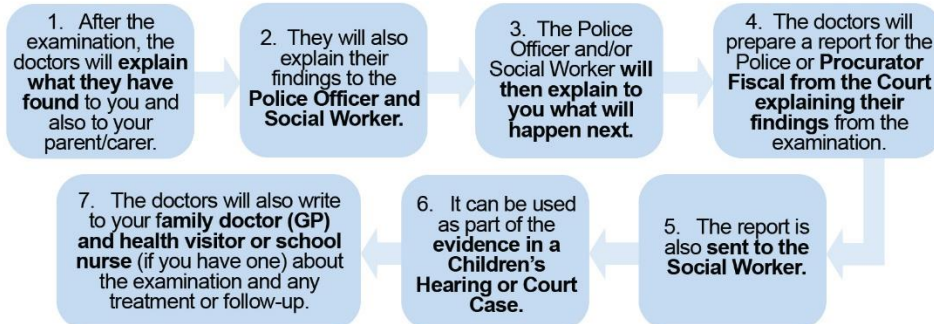 1. After the
examination, the
doctors will explain
what they have
found to you and
also to your
parent/carer.
2. They will also
explain their
findings to the
Police Officer and
Social Worker.
3. The Police
Officer and/or
Social Worker will
then explain to
you what will
happen next.
4. The doctors will
prepare a report for the
Police or Procurator
Fiscal from the Court
explaining their
findings from the
examination.
5. The report is
also sent to the
Social Worker.
6. It can be used
as part of the
evidence in a
Children's
Hearing or Court
Case.
7. The doctors will also write
to your family doctor (GP)
and health visitor or school
nurse (if you have one) about
the examination and any
treatment or follow-up.